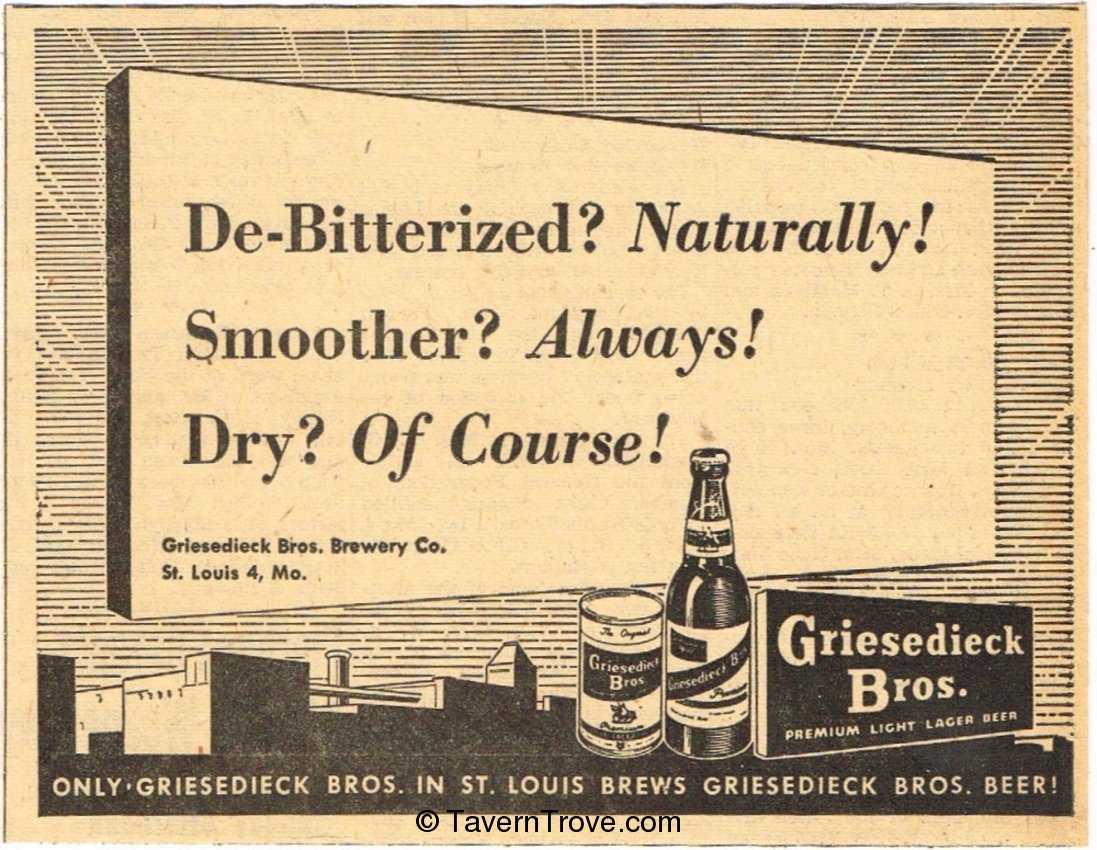 De-Bitterized? Naturally!
Smoother? Always!
Dry? Of Course!
Griesedieck Bros. Brewery Co.
St. Louis 4, Mo.
The Original
Griesedieck
Bros.
Premium
Griesedieck Bros.
Griesedieck
Bros.
PREMIUM LIGHT LAGER BEER
ONLY·GRIESEDIECK BROS. IN ST. LOUIS BREWS GRIESEDIECK BROS. BEER!
© TavernTrove.com